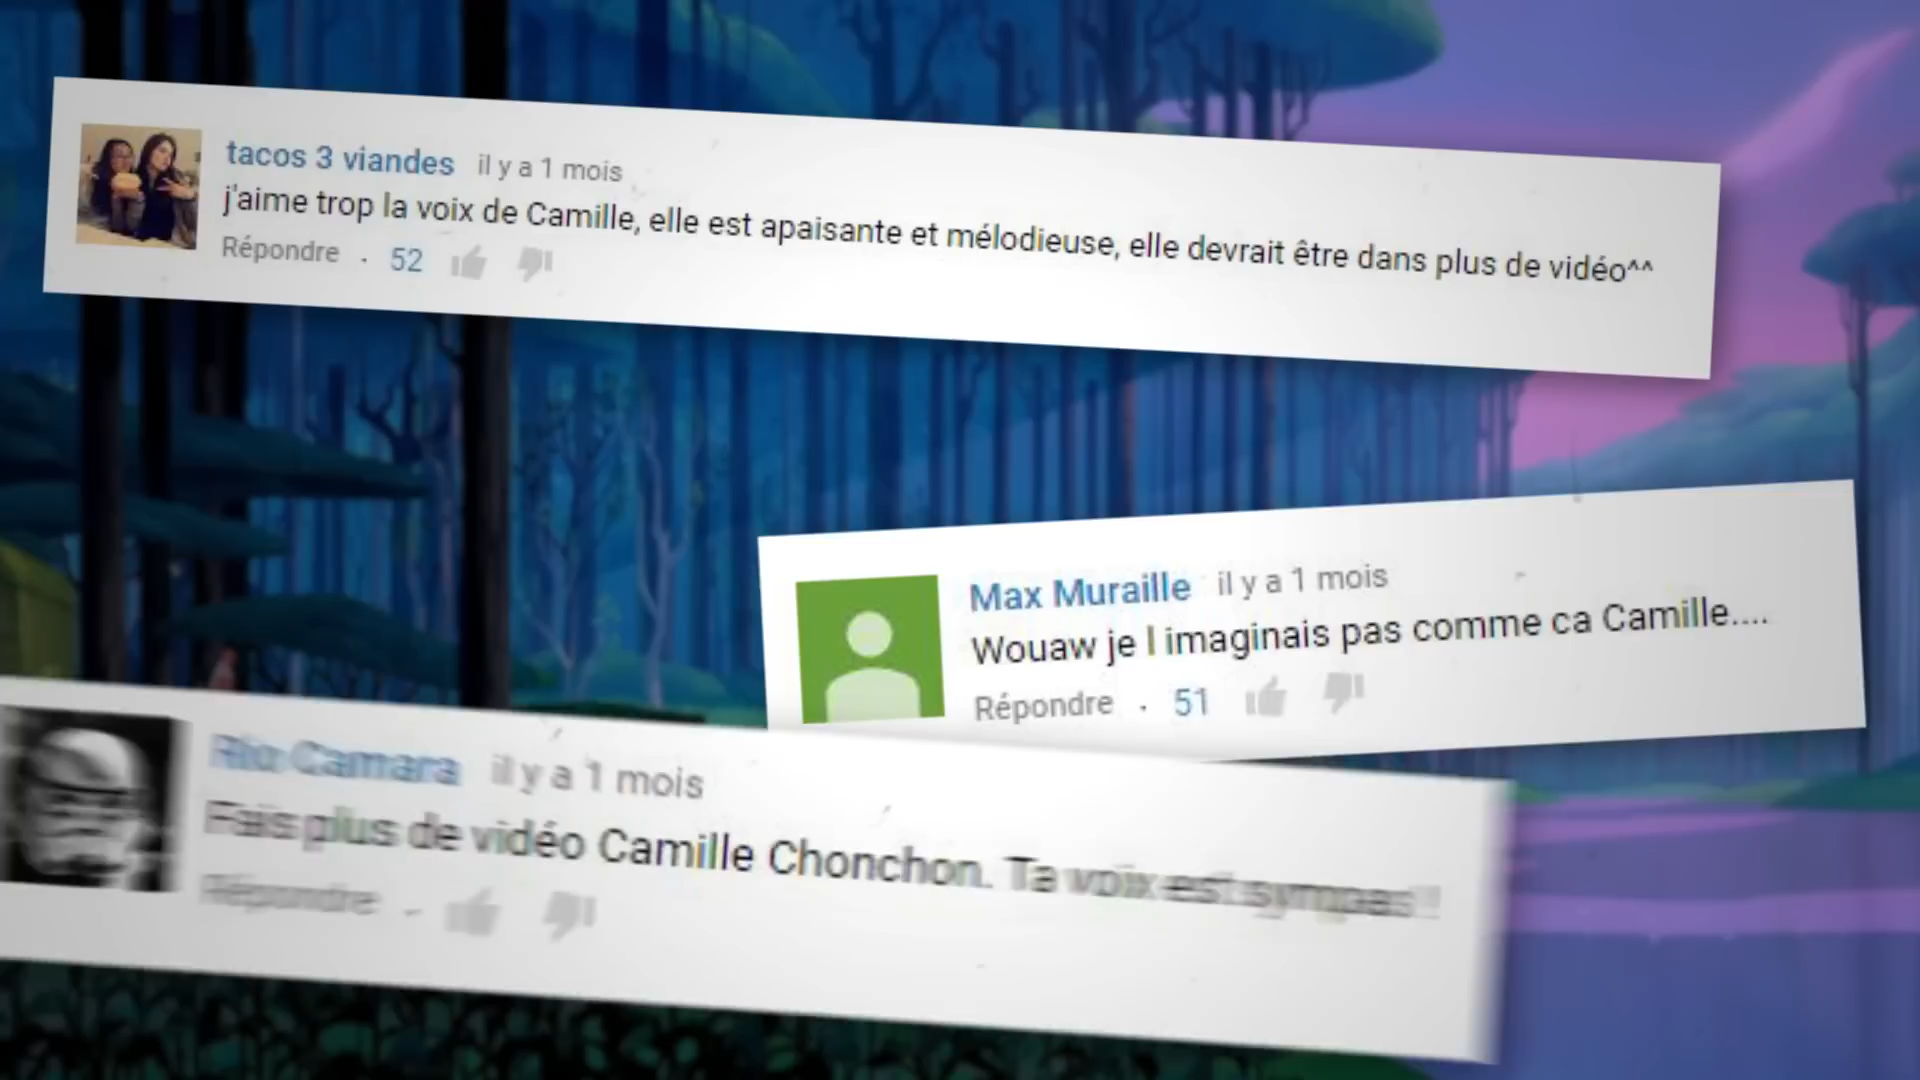 tacos 3 viandes il y a 1 mois
j'aime trop la voix de Camille, elle est apaisante et mélodieuse, elle devrait être dans plus de vidéo^^
Répondre . 52
Max Muraille il y a 1 mois
Wouaw je l imaginais pas comme ca Camille....
Répondre . 51
Rio Camara il y a 1 mois
Fais plus de vidéo Camille Chonchon. Ta voix est sympas!!
Répondre .